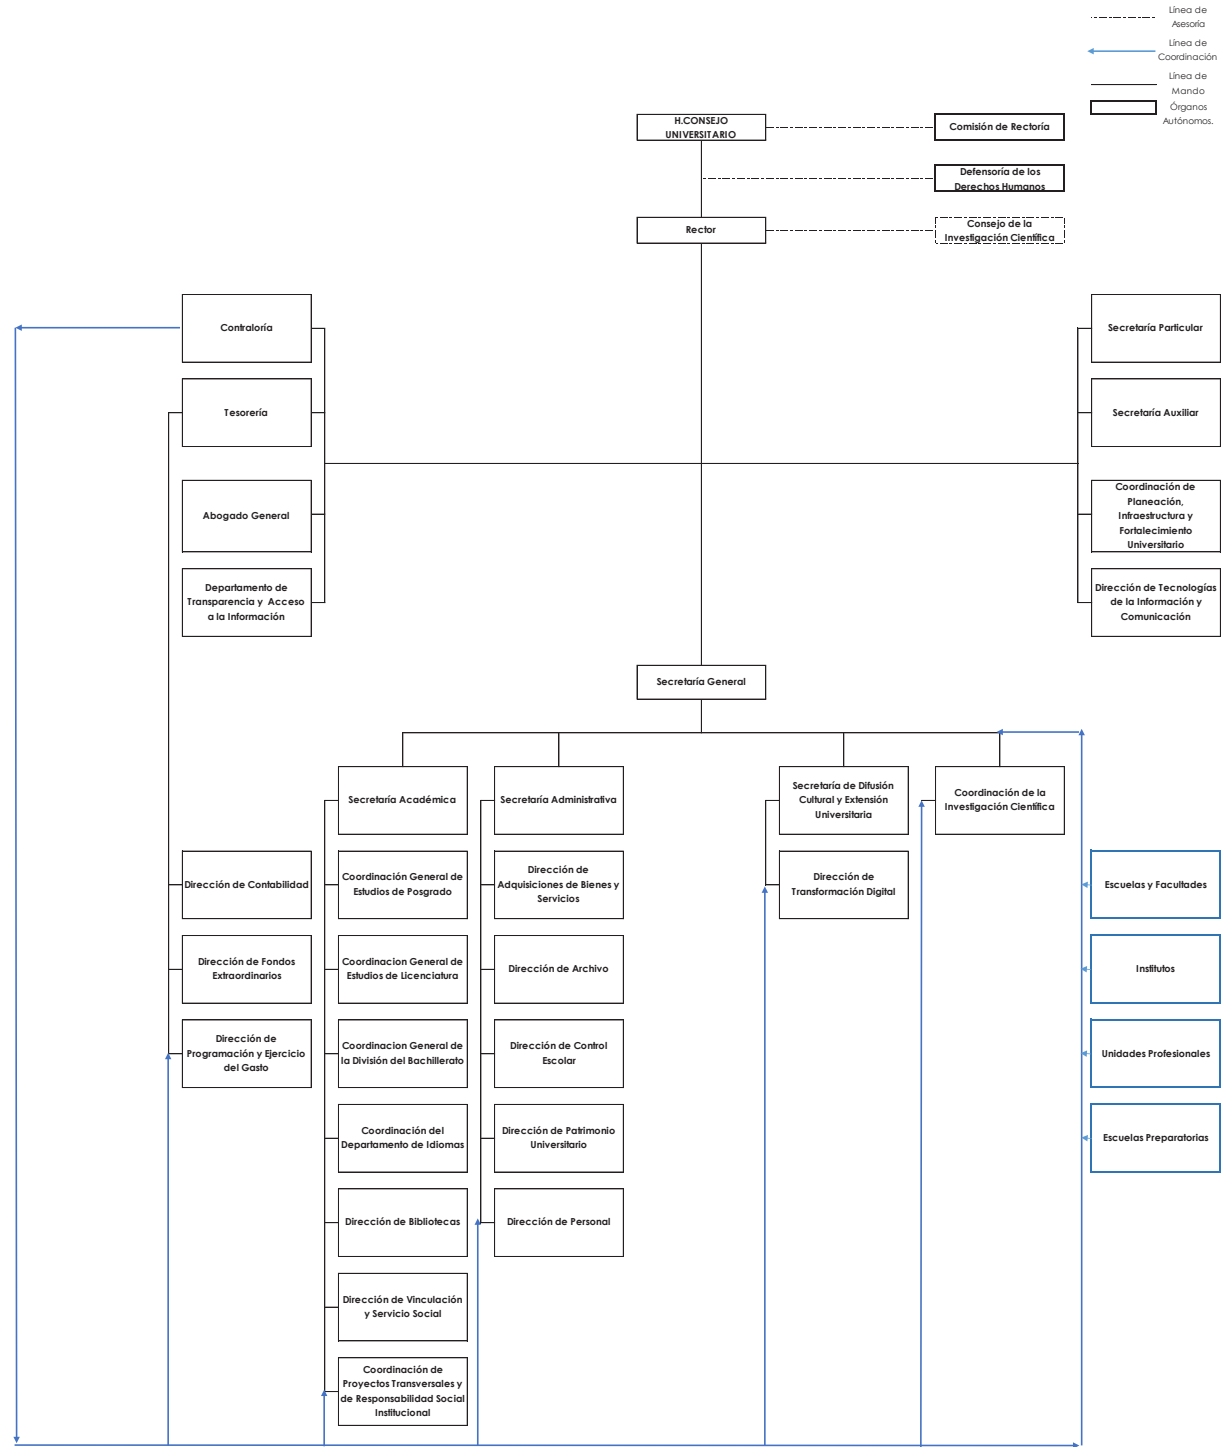 Línea de
Asesoría
Línea de
Coordinación
Línea de
Mando
Órganos
Autónomos.
H.CONSEJO
UNIVERSITARIO
Comisión de Rectoría
Defensoría de los
Derechos Humanos
Rector
Consejo de la
Investigación Científica
Contraloría
Secretaría Particular
Tesorería
Secretaría Auxiliar
Abogado General
Coordinación de
Planeación,
Infraestructura y
Fortalecimiento
Universitario
Departamento de
Transparencia y Acceso
a la Información
Dirección de Tecnologías
de la Información y
Comunicación
Secretaría General
Secretaría Académica
Secretaría Administrativa
Secretaría de Difusión
Cultural y Extensión
Universitaria
Coordinación de la
Investigación Científica
Dirección de Contabilidad
Coordinación General de
Estudios de Posgrado
Dirección de
Adquisiciones de Bienes y
Servicios
Dirección de
Transformación Digital
Escuelas y Facultades
Dirección de Fondos
Extraordinarios
Coordinacion General de
Estudios de Licenciatura
Dirección de Archivo
Institutos
Dirección de
Programación y Ejercicio
del Gasto
Coordinacion General de
la División del Bachillerato
Dirección de Control
Escolar
Unidades Profesionales
Coordinación del
Departamento de Idiomas
Dirección de Patrimonio
Universitario
Escuelas Preparatorias
Dirección de Bibliotecas
Dirección de Personal
Dirección de Vinculación
y Servicio Social
Coordinación de
Proyectos Transversales y
de Responsabilidad Social
Institucional